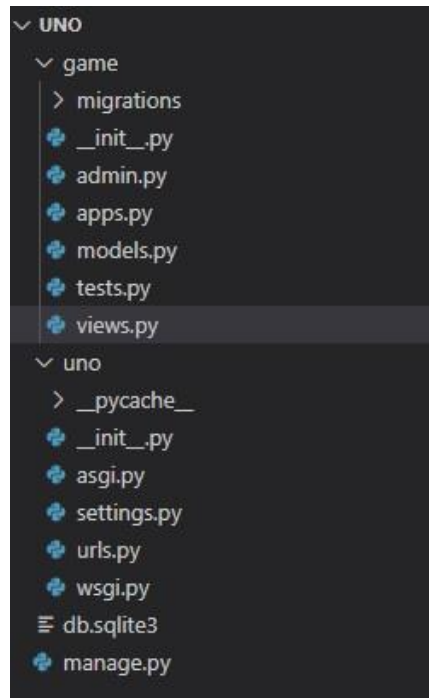 UNO
game
migrations
__init__.py
admin.py
apps.py
models.py
tests.py
views.py
uno
__pycache__
__init__.py
asgi.py
settings.py
urls.py
wsgi.py
db.sqlite3
manage.py